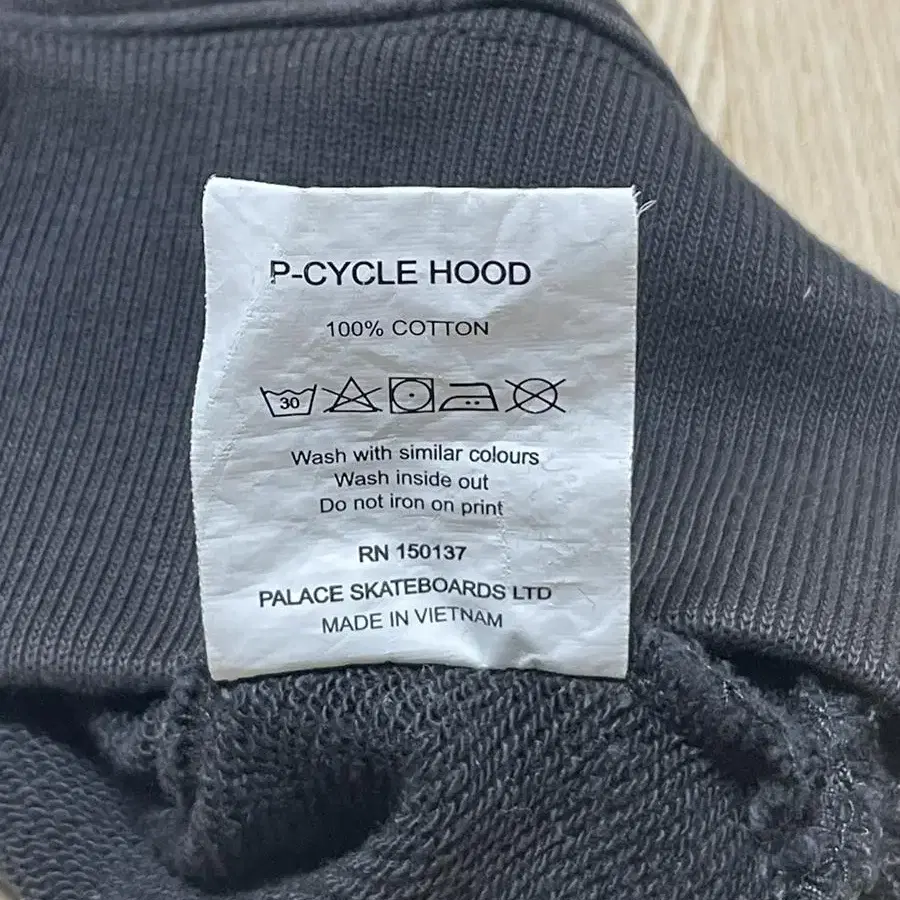 P-CYCLE HOOD
100% COTTON
30
Wash with similar colours
Wash inside out
Do not iron on print
RN 150137
PALACE SKATEBOARDS LTD
MADE IN VIETNAM